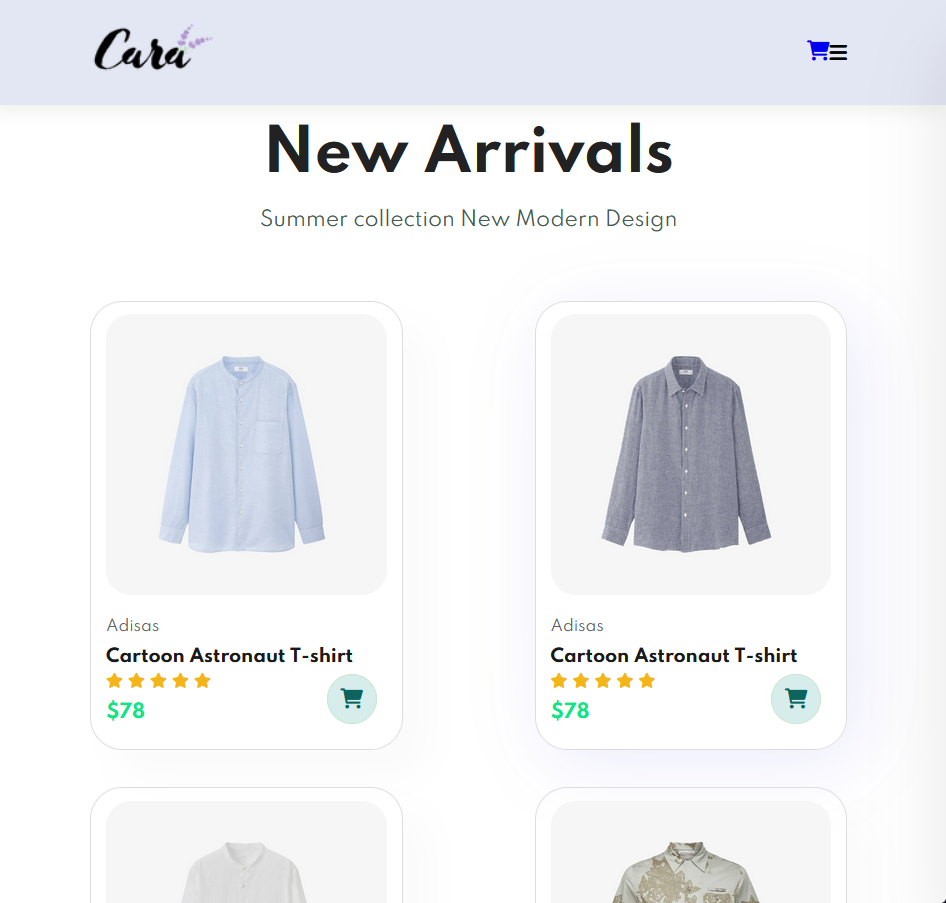 Cara
New Arrivals
Summer collection New Modern Design
Adisas
Cartoon Astronaut T-shirt
$78
Adisas
Cartoon Astronaut T-shirt
$78